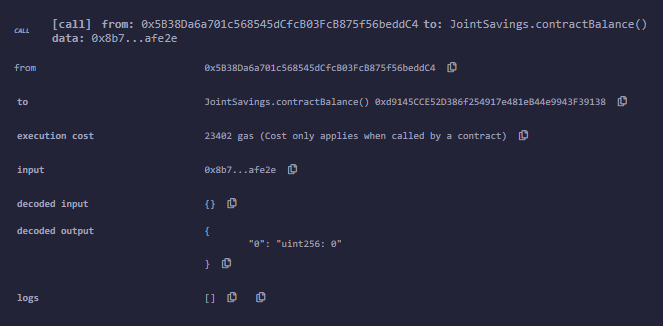 CALL [call] from: 0x5B38Da6a701c568545dCfcB03FcB875f56beddC4 to: JointSavings.contractBalance()
data: 0x8b7...afe2e
from 0x5B38Da6a701c568545dCfcB03FcB875f56beddC4
to JointSavings.contractBalance() 0xd9145CCE52D386f254917e481eB44e9943F39138
execution cost 23402 gas (Cost only applies when called by a contract)
input 0x8b7...afe2e
decoded input {}
decoded output {
"0": "uint256: 0"
}
logs []